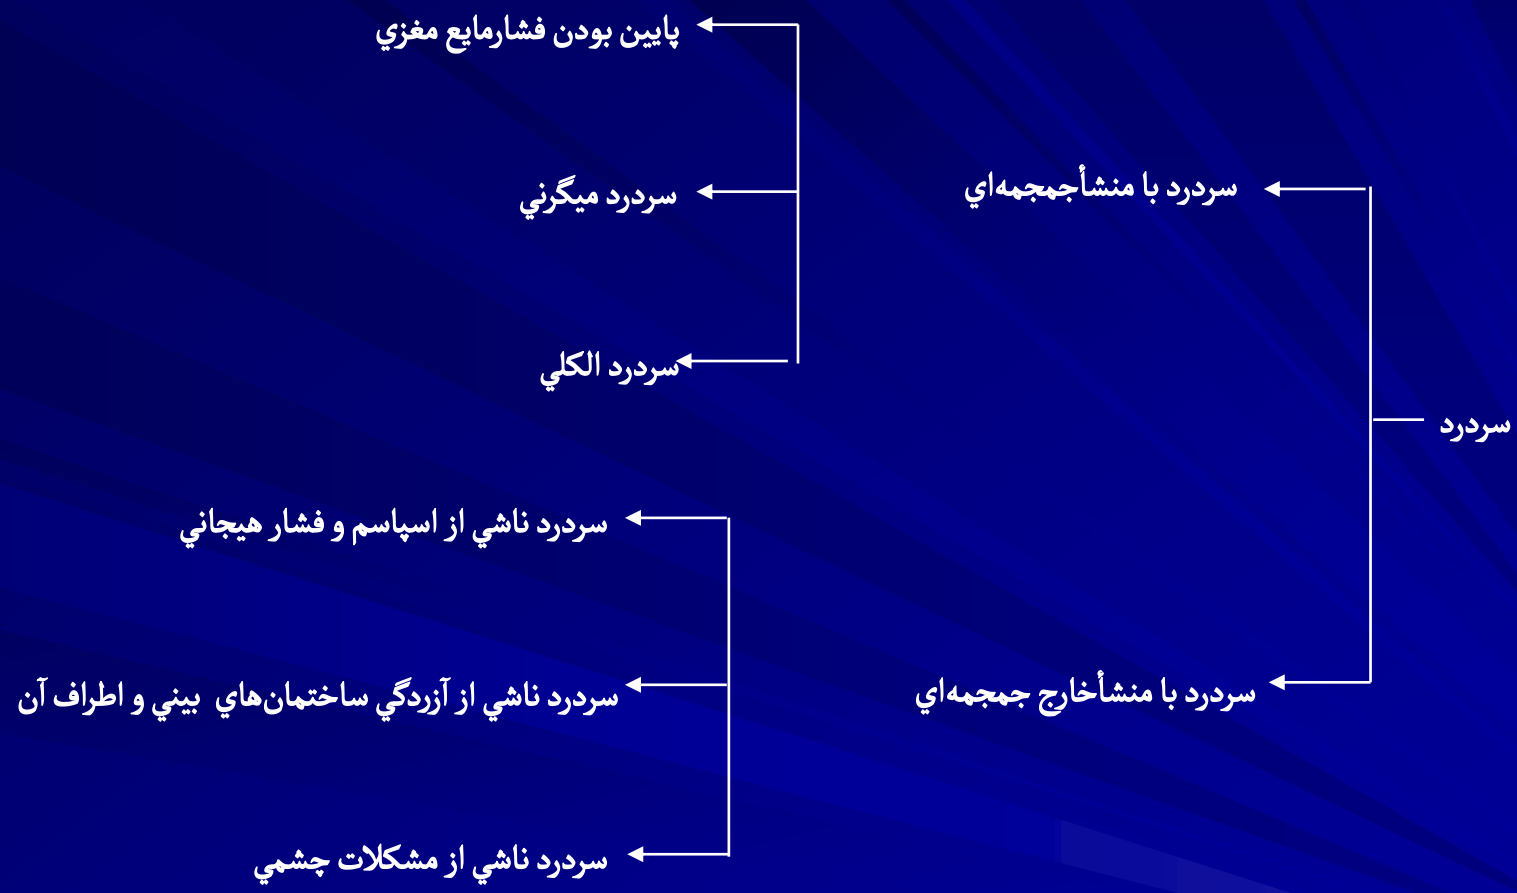 سردرد
سردرد با منشأجمجمه‌اي
پايين بودن فشارمايع مغزي
سردرد ميگرني
سردرد الكلي
سردرد با منشأخارج جمجمه‌اي
سردرد ناشي از اسپاسم و فشار هيجاني
سردرد ناشي از آزردگي ساختمان‌هاي بيني و اطراف آن
سردرد ناشي از مشكلات چشمي